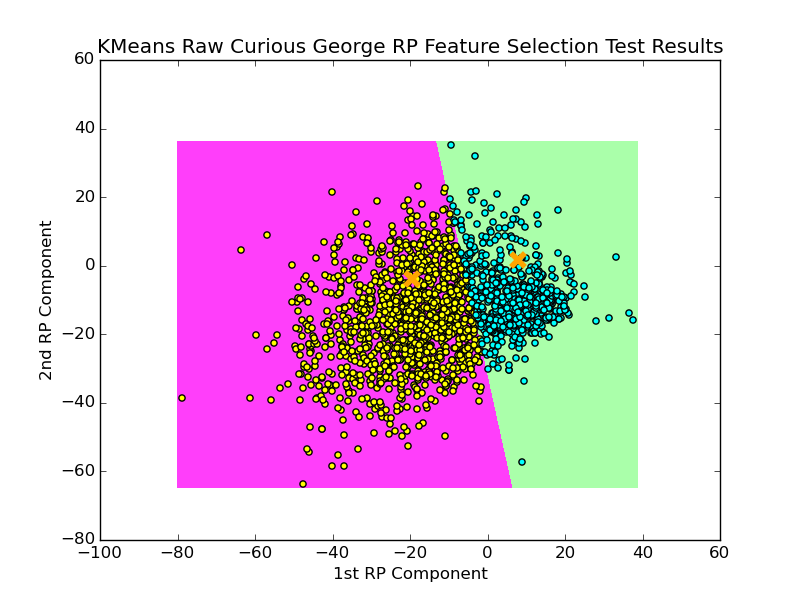 KMeans Raw Curious George RP Feature Selection Test Results
60
40
20
0
−20
−40
−60
−80
2nd RP Component
−100 −80 −60 −40 −20 0 20 40 60
1st RP Component